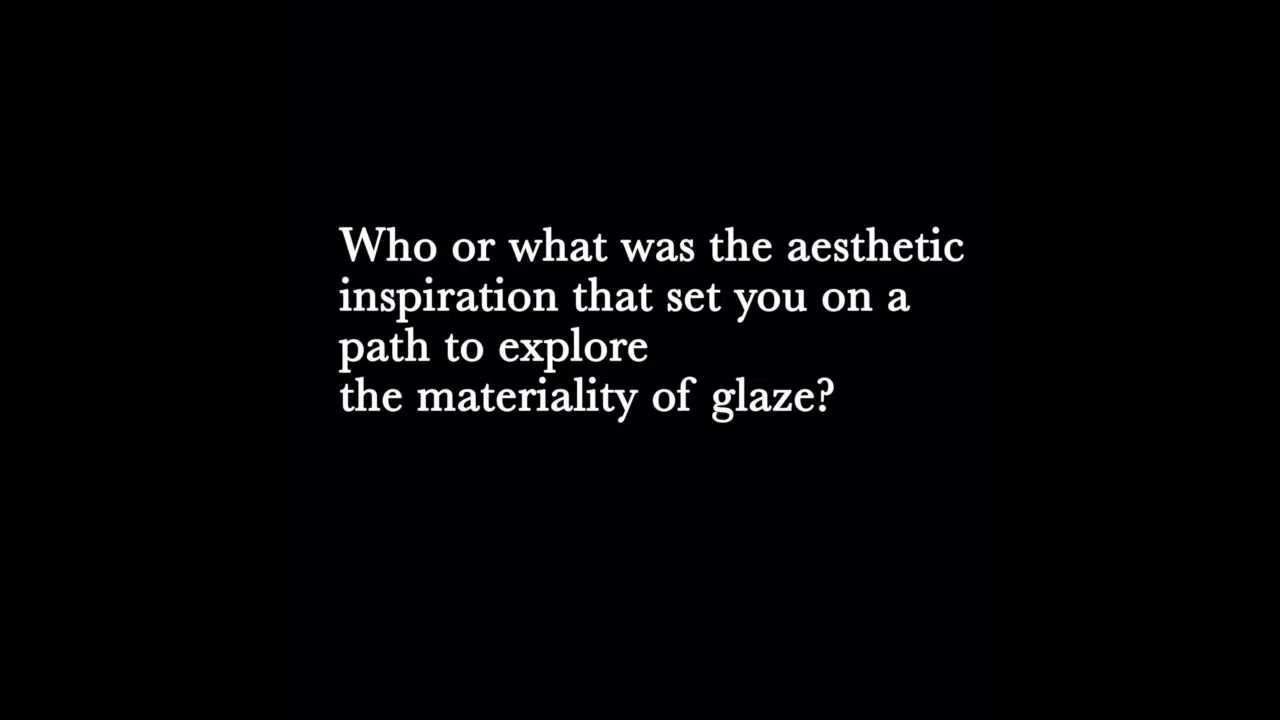 Who or what was the aesthetic
inspiration that set you on a
path to explore
the materiality of glaze?